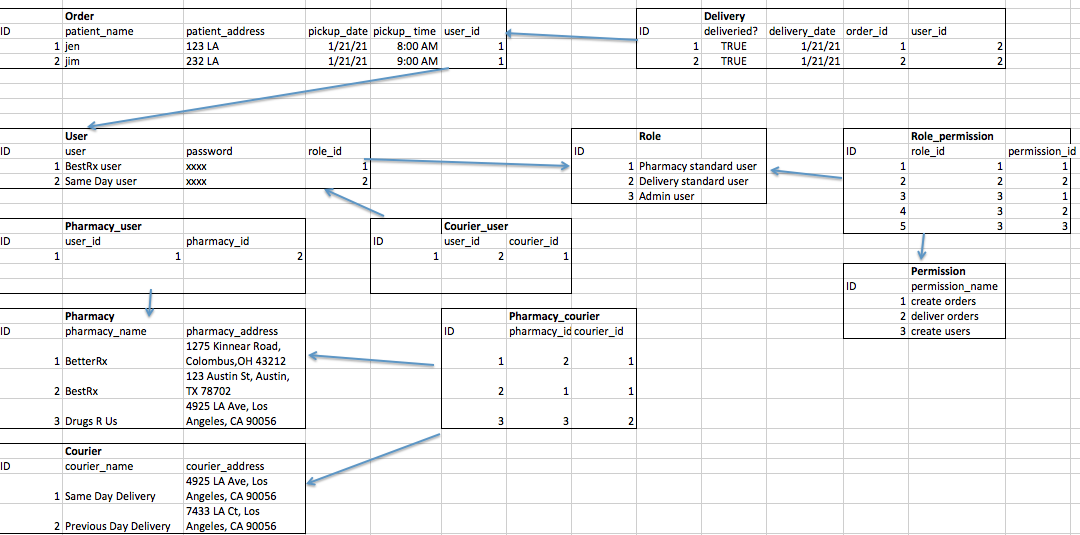 Order
ID patient_name patient_address pickup_date pickup_ time user_id
1 jen 123 LA 1/21/21 8:00 AM 1
2 jim 232 LA 1/21/21 9:00 AM 1
Delivery
ID deliveried? delivery_date order_id user_id
1 TRUE 1/21/21 1 2
2 TRUE 1/21/21 2 2
User
ID user password role_id
1 BestRx user xxxx 1
2 Same Day user xxxx 2
Role
ID
1 Pharmacy standard user
2 Delivery standard user
3 Admin user
Role_permission
ID role_id permission_id
1 1 1
2 2 2
3 3 1
4 3 2
5 3 3
Pharmacy_user
ID user_id pharmacy_id
1 1 2
Courier_user
ID user_id courier_id
1 2 1
Permission
ID permission_name
1 create orders
2 deliver orders
3 create users
Pharmacy
ID pharmacy_name pharmacy_address
1275 Kinnear Road,
1 BetterRx Colombus,OH 43212
123 Austin St, Austin,
2 BestRx TX 78702
4925 LA Ave, Los
3 Drugs R Us Angeles, CA 90056
Pharmacy_courier
ID pharmacy_id courier_id
1 2 1
2 1 1
3 3 2
Courier
ID courier_name courier_address
4925 LA Ave, Los
1 Same Day Delivery Angeles, CA 90056
7433 LA Ct, Los
2 Previous Day Delivery Angeles, CA 90056